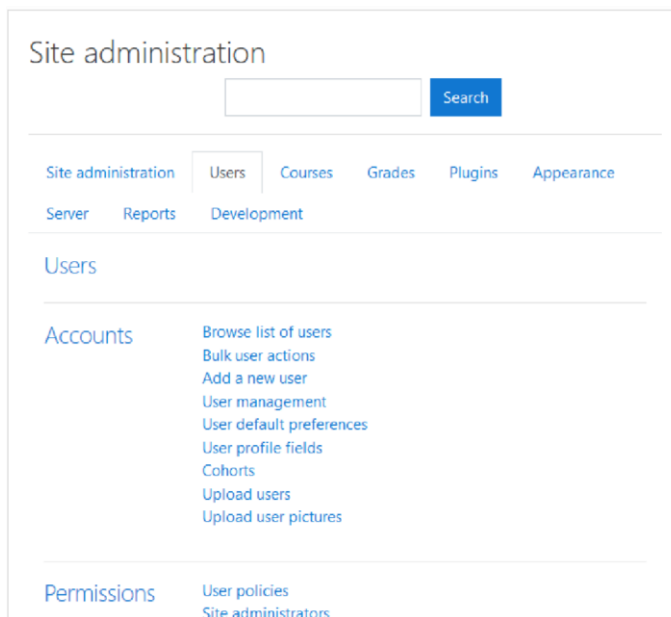 Site administration
Search
Site administration Users Courses Grades Plugins Appearance
Server Reports Development
Users
Accounts Browse list of users
Bulk user actions
Add a new user
User management
User default preferences
User profile fields
Cohorts
Upload users
Upload user pictures
Permissions User policies
Site administrators